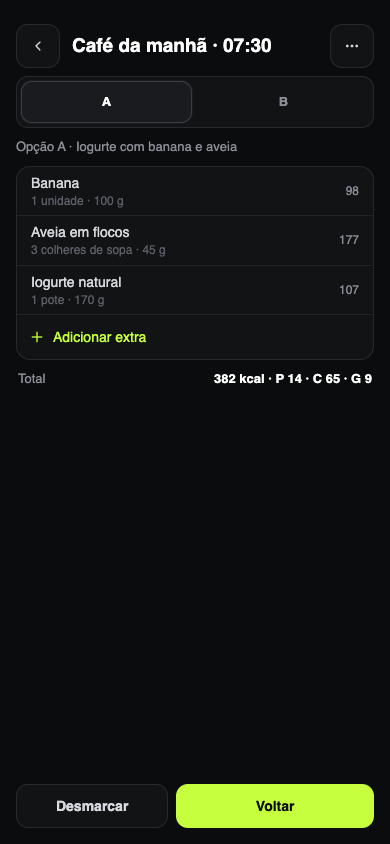 Café da manhã · 07:30
A
B
Opção A · Iogurte com banana e aveia
Banana
98
1 unidade · 100 g
Aveia em flocos
177
3 colheres de sopa · 45 g
Iogurte natural
107
1 pote · 170 g
+ Adicionar extra
Total
382 kcal · P 14 · C 65 · G 9
Desmarcar
Voltar